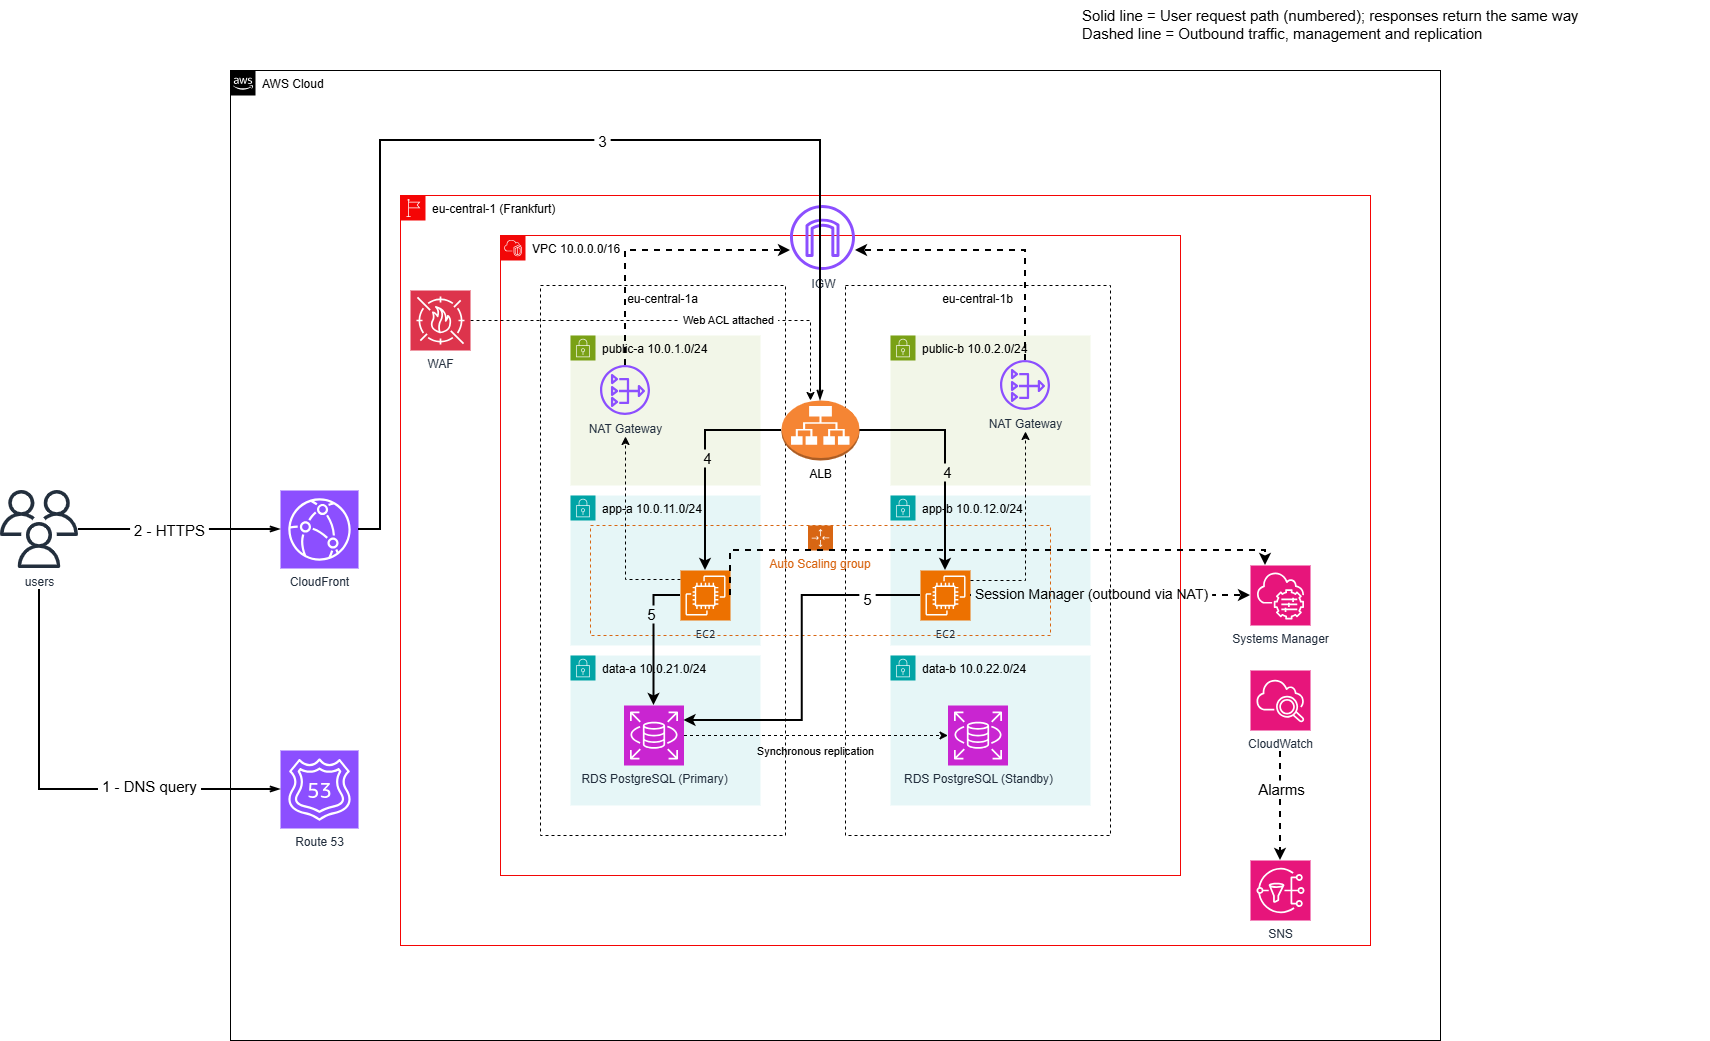 Solid line = User request path (numbered); responses return the same way
Dashed line = Outbound traffic, management and replication
aws
AWS Cloud
3
eu-central-1 (Frankfurt)
VPC 10.0.0.0/16
IGW
eu-central-1a
eu-central-1b
Web ACL attached
WAF
public-a 10.0.1.0/24
public-b 10.0.2.0/24
NAT Gateway
NAT Gateway
4
4
ALB
app-a 10.0.11.0/24
app-b 10.0.12.0/24
2 - HTTPS
users
CloudFront
Auto Scaling group
Session Manager (outbound via NAT)
5
5
EC2
EC2
Systems Manager
data-a 10.0.21.0/24
data-b 10.0.22.0/24
CloudWatch
Synchronous replication
RDS PostgreSQL (Primary)
RDS PostgreSQL (Standby)
1 - DNS query
53
Route 53
Alarms
SNS